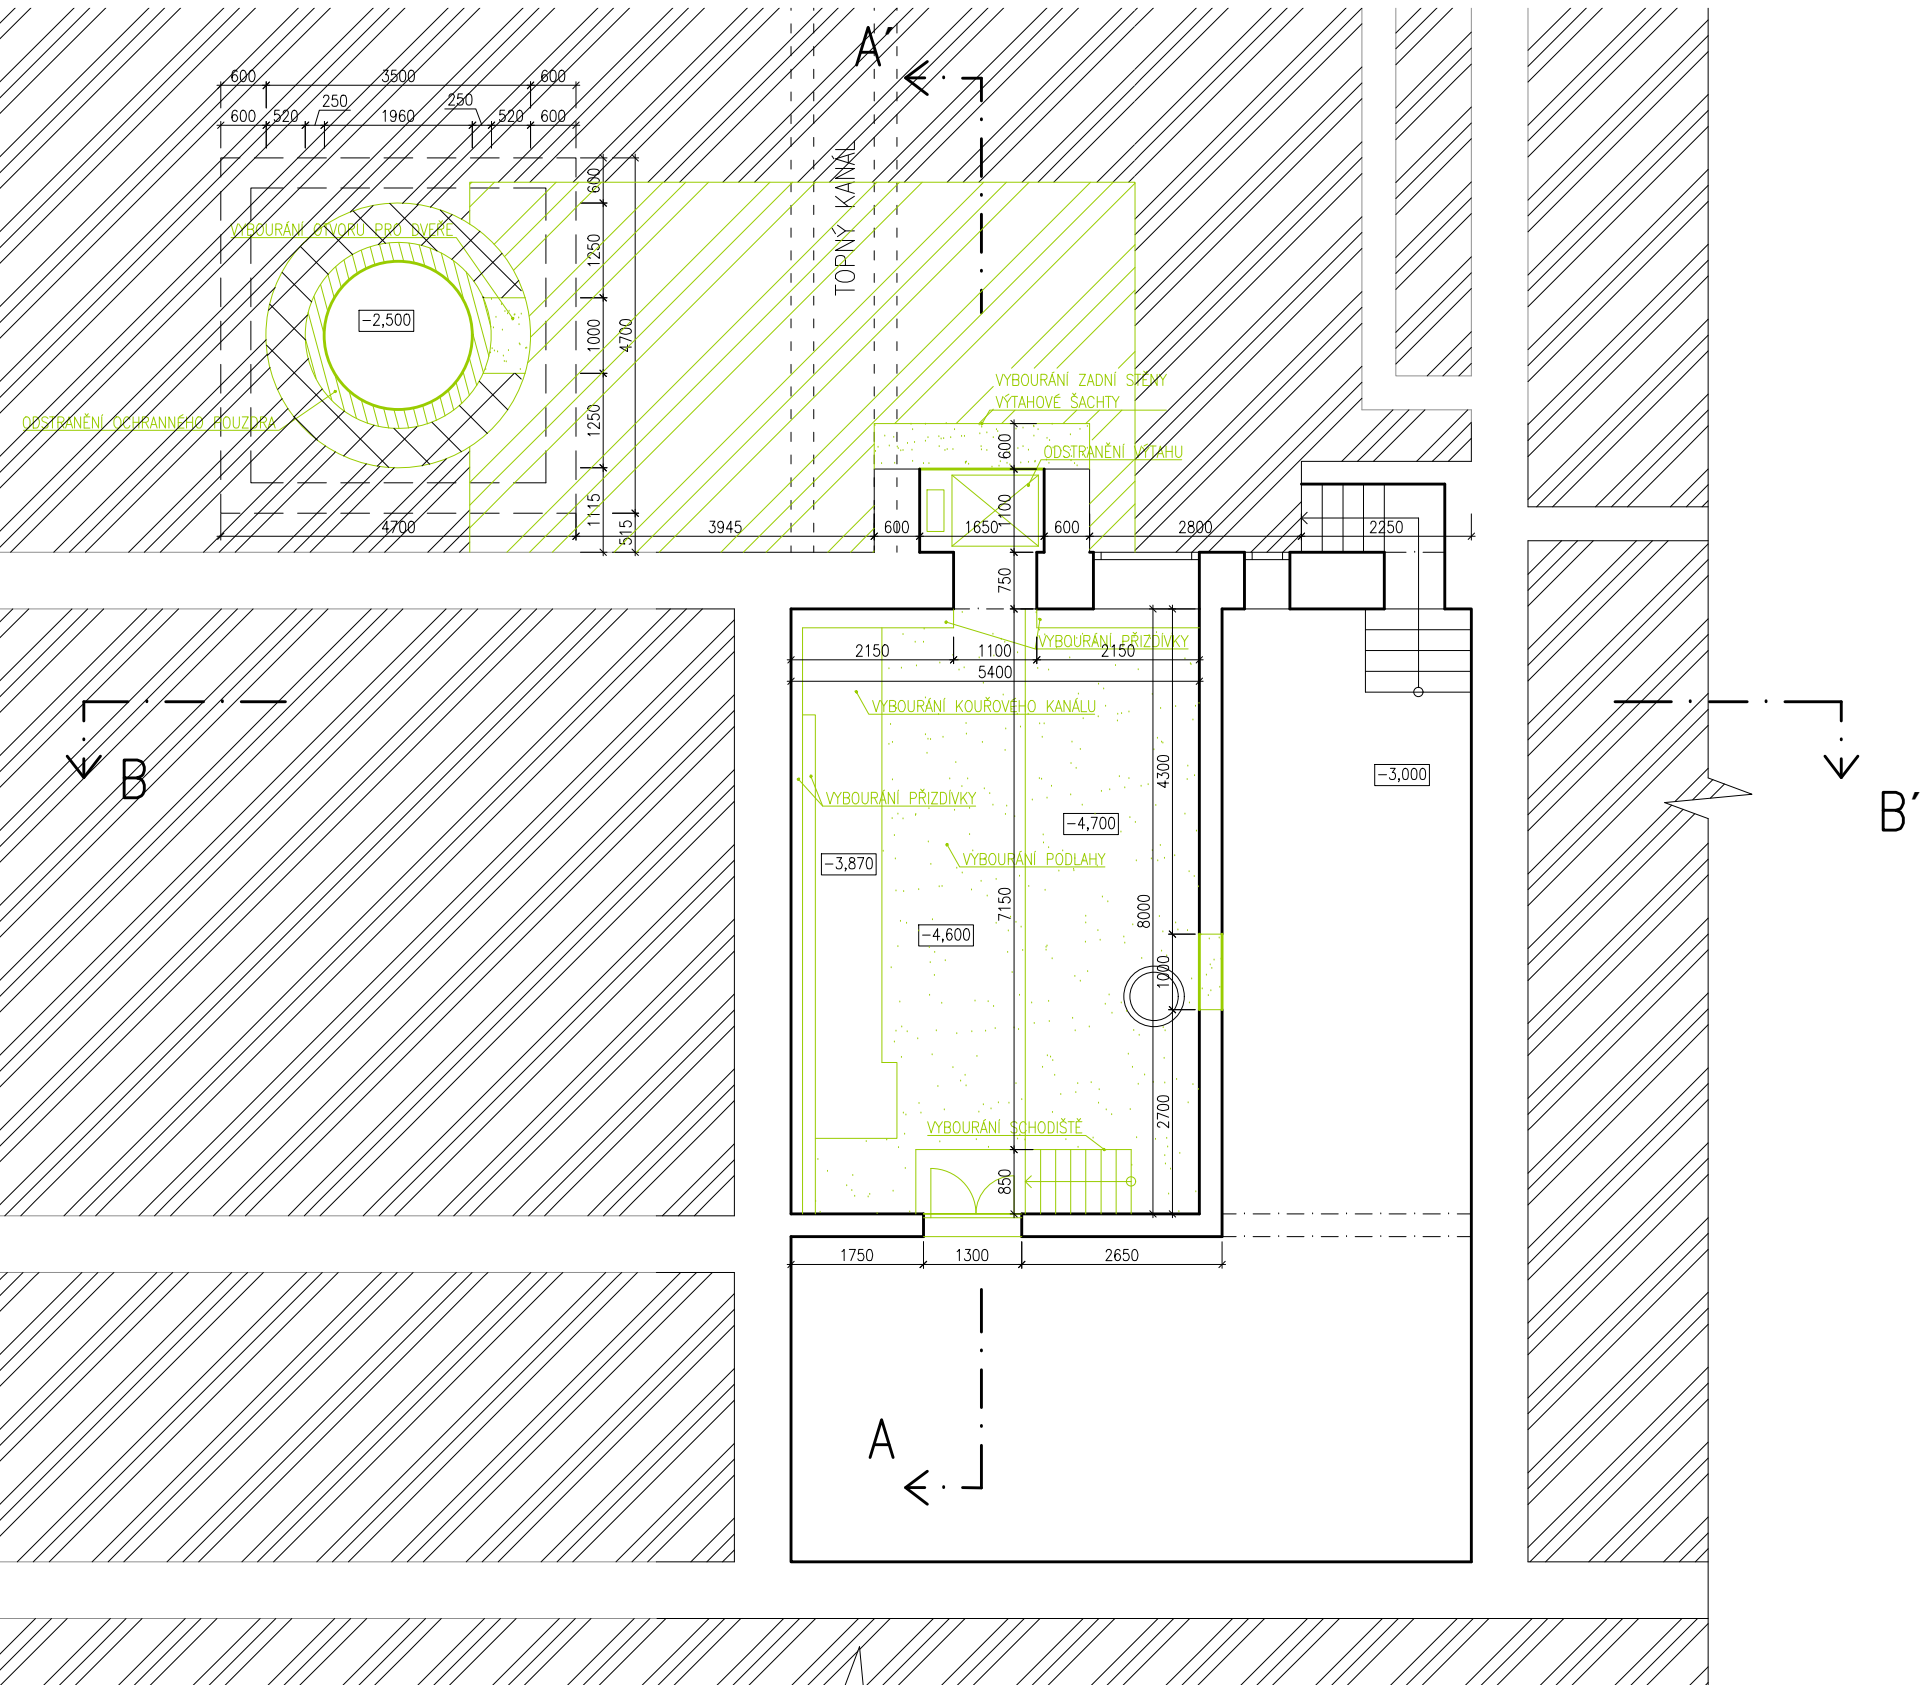 A´
600 3500 600
600 520 250 1960 250 520 600
TOPNÝ KANÁL
600
1250
1000
1250
1115
4700
515
VYBOURÁNÍ OTVORU PRO DVEŘE
-2,500
ODSTRANĚNÍ OCHRANNÉHO POUZDRA
VYBOURÁNÍ ZADNÍ STĚNY
VÝTAHOVÉ ŠACHTY
ODSTRANĚNÍ VÝTAHU
600
1100
750
4700 3945 600 1650 600 2800 2250
VYBOURÁNÍ PŘIZDÍVKY
2150 1100 2150
5400
VYBOURÁNÍ KOUŘOVÉHO KANÁLU
B
B´
4300
-3,000
VYBOURÁNÍ PŘIZDÍVKY
-4,700
-3,870
VYBOURÁNÍ PODLAHY
7150
8000
-4,600
1000
2700
VYBOURÁNÍ SCHODIŠTĚ
850
1750 1300 2650
A